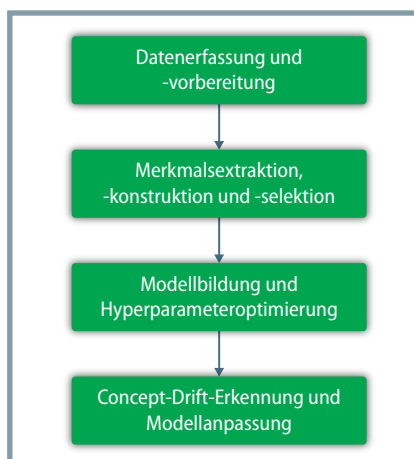 Datenerfassung und
-vorbereitung
Merkmalsextraktion,
-konstruktion und -selektion
Modellbildung und
Hyperparameteroptimierung
Concept-Drift-Erkennung und
Modellanpassung